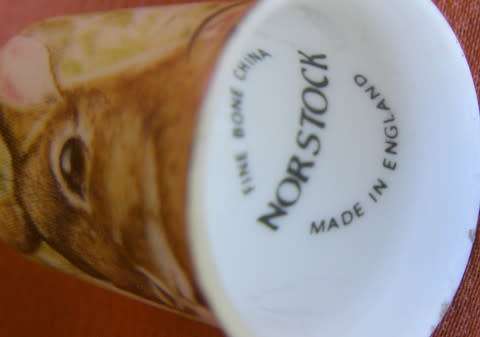 FINE BONE CHINA
NORSTOCK
MADE IN ENGLAND